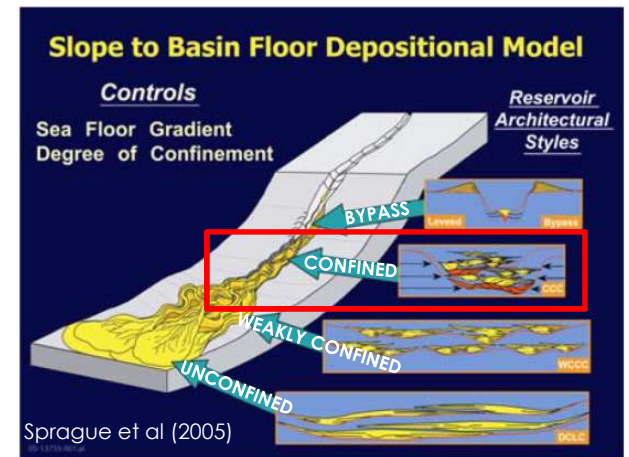 Slope to Basin Floor Depositional Model
Controls
Sea Floor Gradient
Degree of Confinement
Reservoir
Architectural
Styles
BYPASS
Leveed Bypass
CONFINED
CCC
WEAKLY CONFINED
WCCC
UNCONFINED
DCLC
Sprague et al (2005)